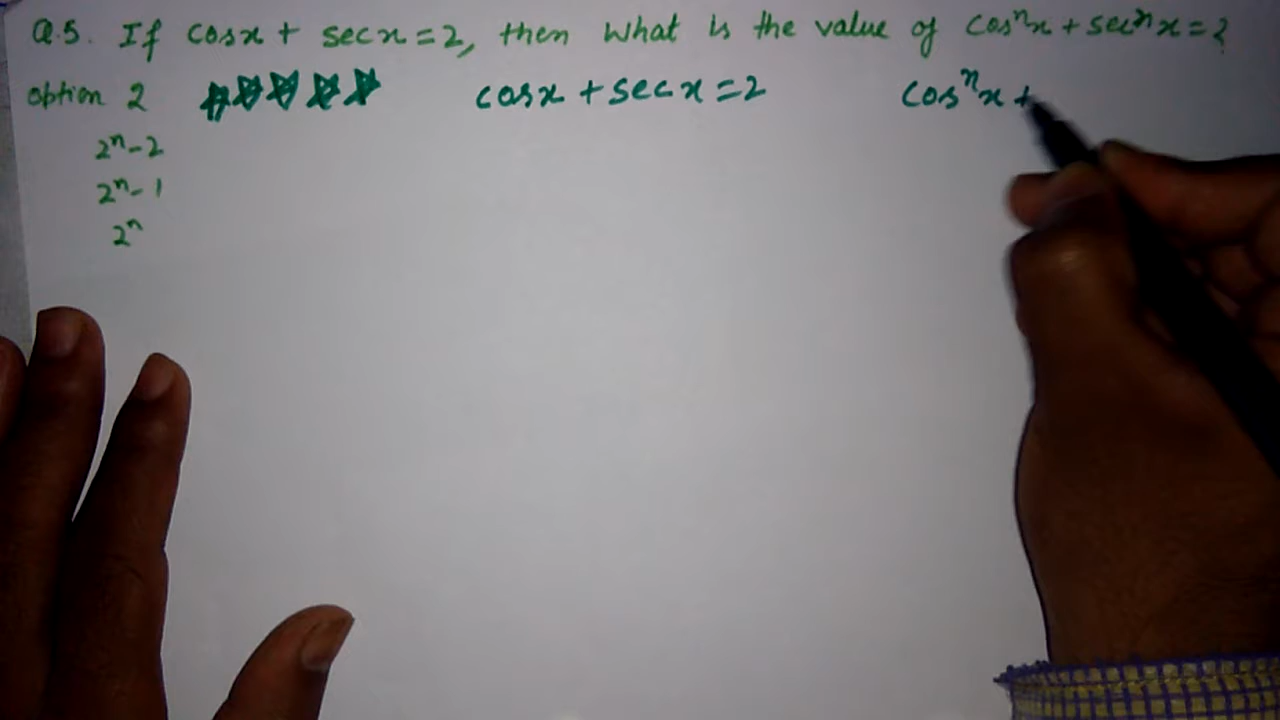 Q.5. If cosx + secx = 2, then what is the value of cosⁿx + secⁿx = ?
option 2 cosx + secx = 2 cosⁿx +
2ⁿ - 2
2ⁿ - 1
2ⁿ